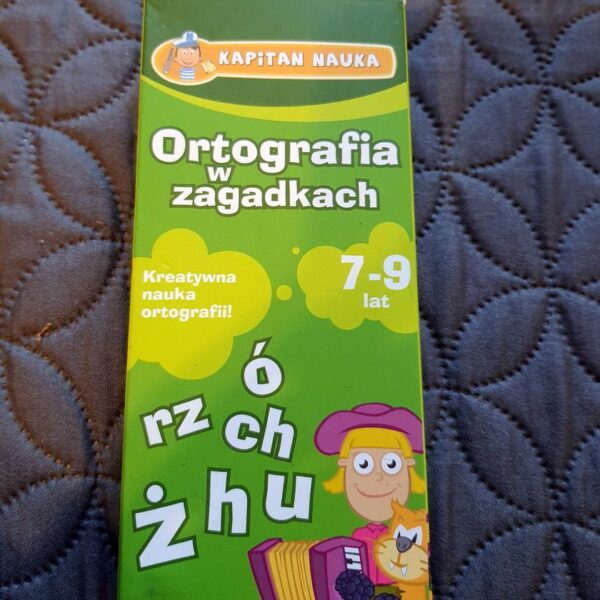 KAPiTAN NAUKA
Ortografia
w
zagadkach
7-9
lat
Kreatywna
nauka
ortografii!
ó
rz ch
ż h u